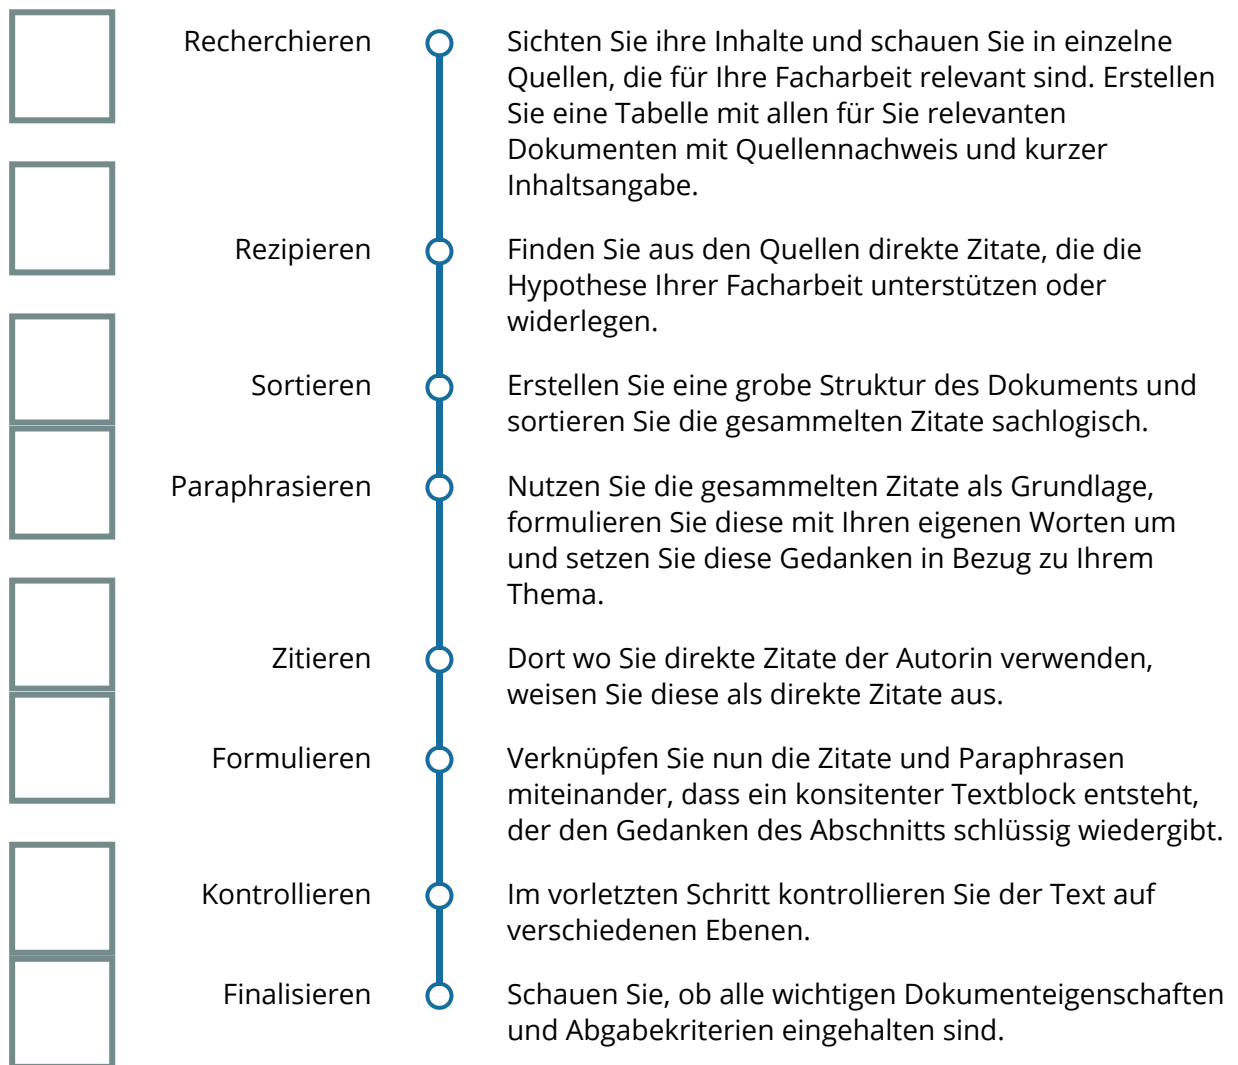 Recherchieren
Sichten Sie ihre Inhalte und schauen Sie in einzelne
Quellen, die für Ihre Facharbeit relevant sind. Erstellen
Sie eine Tabelle mit allen für Sie relevanten
Dokumenten mit Quellennachweis und kurzer
Inhaltsangabe.
Rezipieren
Finden Sie aus den Quellen direkte Zitate, die die
Hypothese Ihrer Facharbeit unterstützen oder
widerlegen.
Sortieren
Erstellen Sie eine grobe Struktur des Dokuments und
sortieren Sie die gesammelten Zitate sachlogisch.
Paraphrasieren
Nutzen Sie die gesammelten Zitate als Grundlage,
formulieren Sie diese mit Ihren eigenen Worten um
und setzen Sie diese Gedanken in Bezug zu Ihrem
Thema.
Zitieren
Dort wo Sie direkte Zitate der Autorin verwenden,
weisen Sie diese als direkte Zitate aus.
Formulieren
Verknüpfen Sie nun die Zitate und Paraphrasen
miteinander, dass ein konsitenter Textblock entsteht,
der den Gedanken des Abschnitts schlüssig wiedergibt.
Kontrollieren
Im vorletzten Schritt kontrollieren Sie der Text auf
verschiedenen Ebenen.
Finalisieren
Schauen Sie, ob alle wichtigen Dokumenteigenschaften
und Abgabekriterien eingehalten sind.